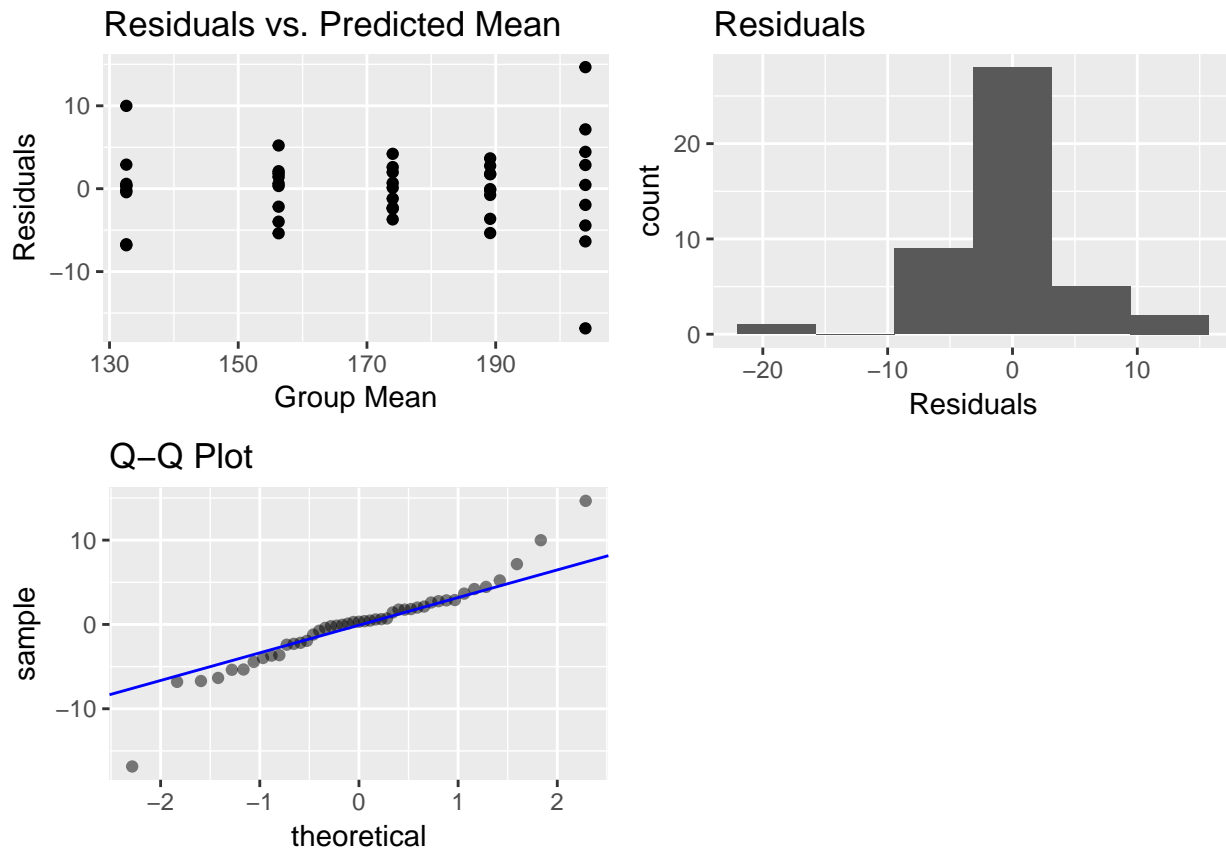 Residuals vs. Predicted Mean
10
0
−10
130 150 170 190
Group Mean
Residuals
Residuals
20
10
0
−20 −10 0 10
Residuals
count
Q−Q Plot
10
0
−10
−2 −1 0 1 2
theoretical
sample